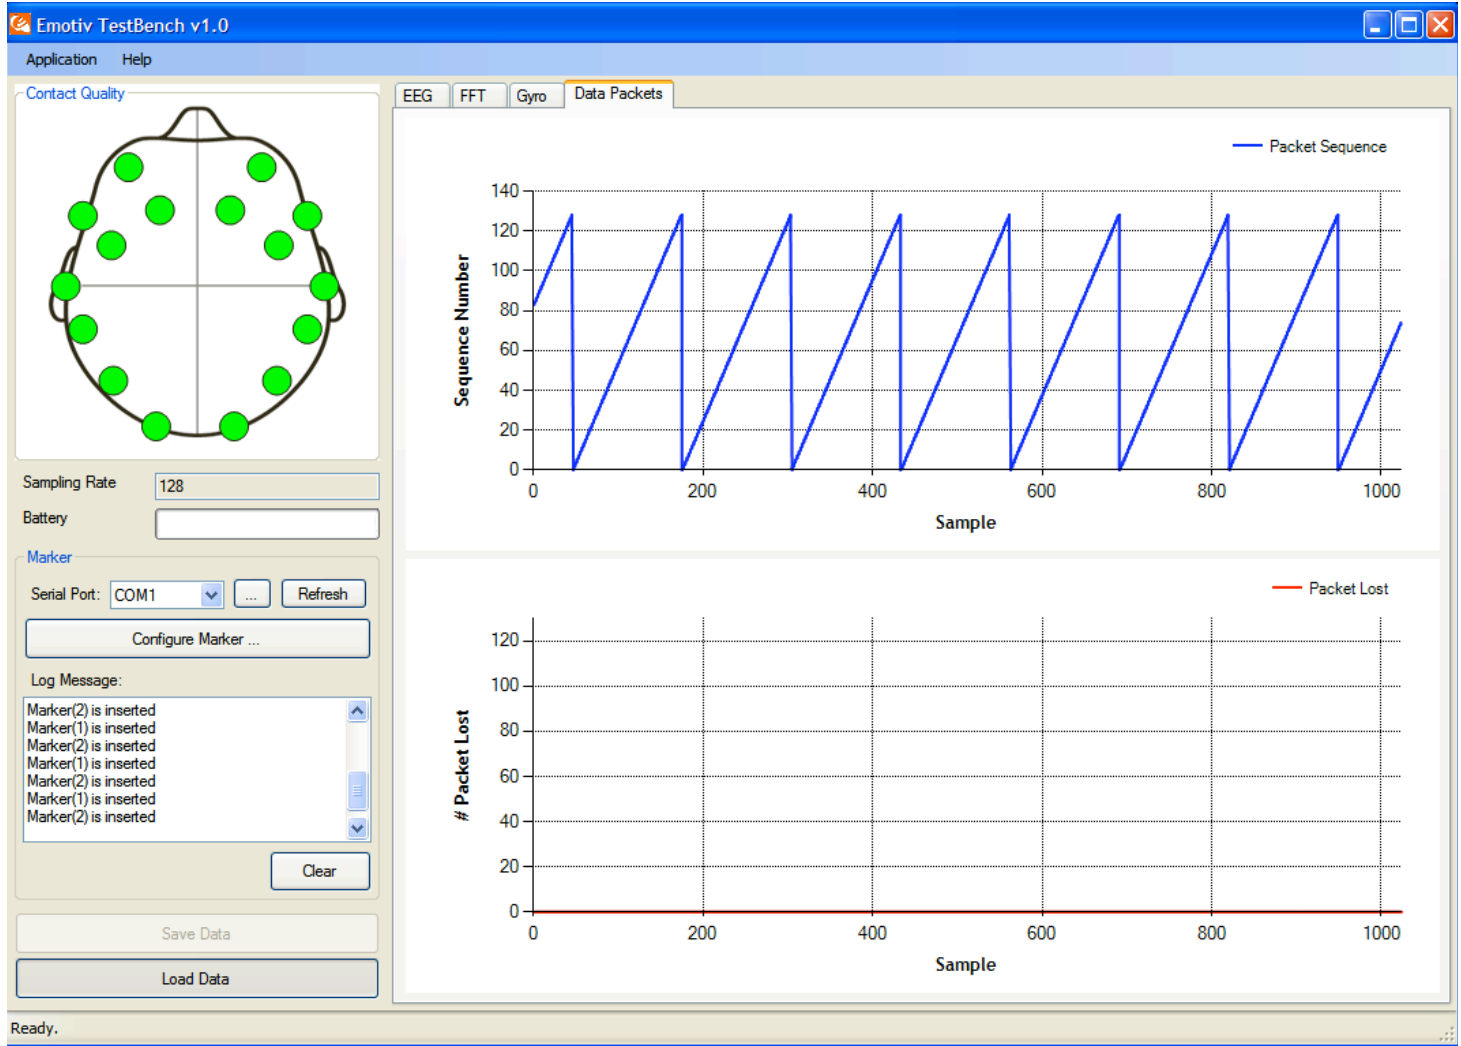 Emotiv TestBench v1.0
Application Help
Contact Quality
Sampling Rate 128
Battery
Marker
Serial Port: COM1 ... Refresh
Configure Marker ...
Log Message:
Marker(2) is inserted
Marker(1) is inserted
Marker(2) is inserted
Marker(1) is inserted
Marker(2) is inserted
Marker(1) is inserted
Marker(2) is inserted
Clear
Save Data
Load Data
EEG FFT Gyro Data Packets
Packet Sequence
Sequence Number
140
120
100
80
60
40
20
0
0 200 400 600 800 1000
Sample
Packet Lost
# Packet Lost
120
100
80
60
40
20
0
0 200 400 600 800 1000
Sample
Ready.